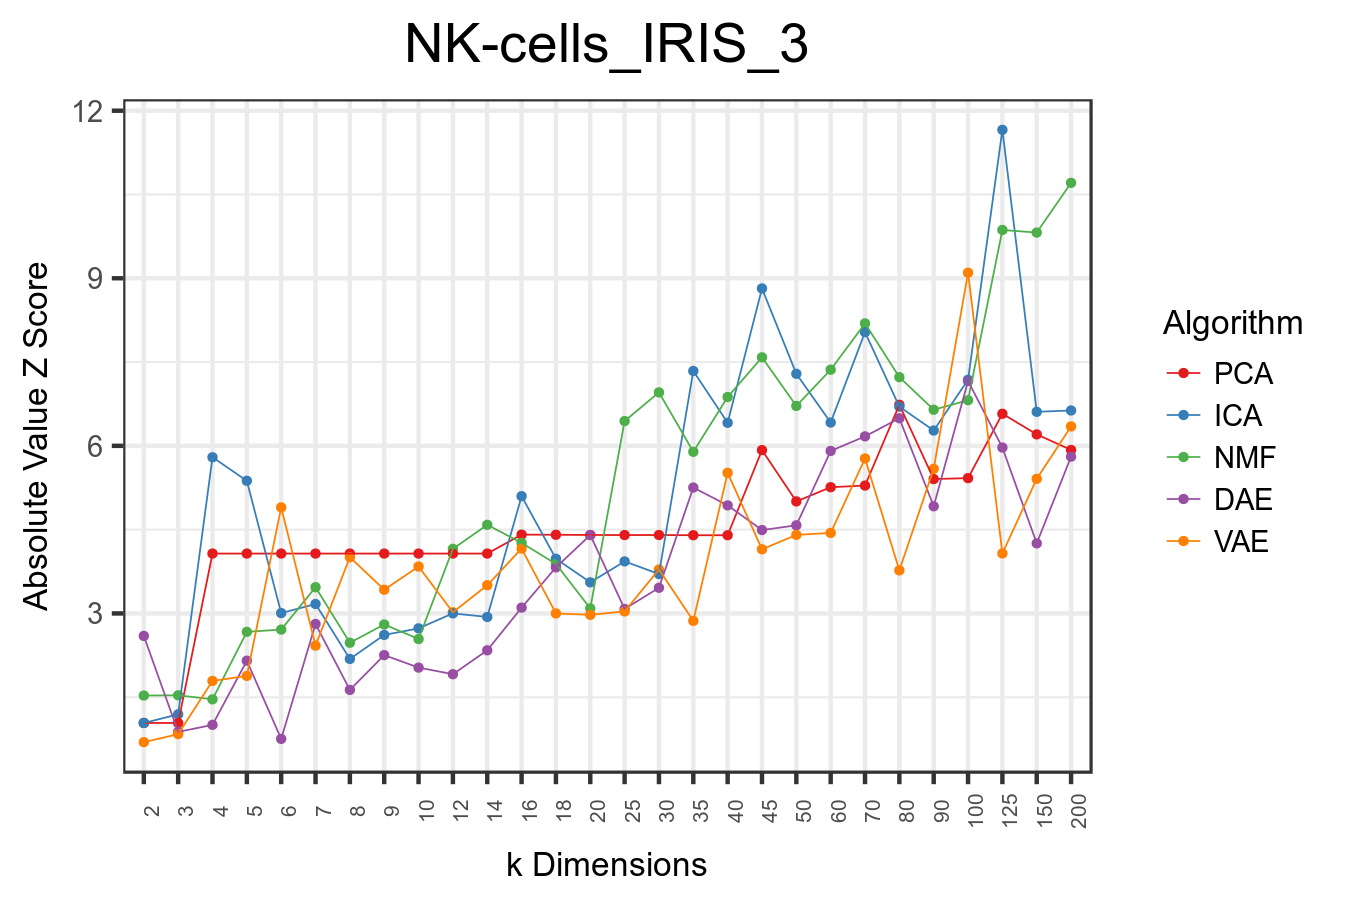 NK-cells_IRIS_3
Absolute Value Z Score
12
9
6
3
2 3 4 5 6 7 8 9 10 12 14 16 18 20 25 30 35 40 45 50 60 70 80 90 100 125 150 200
k Dimensions
Algorithm
PCA
ICA
NMF
DAE
VAE